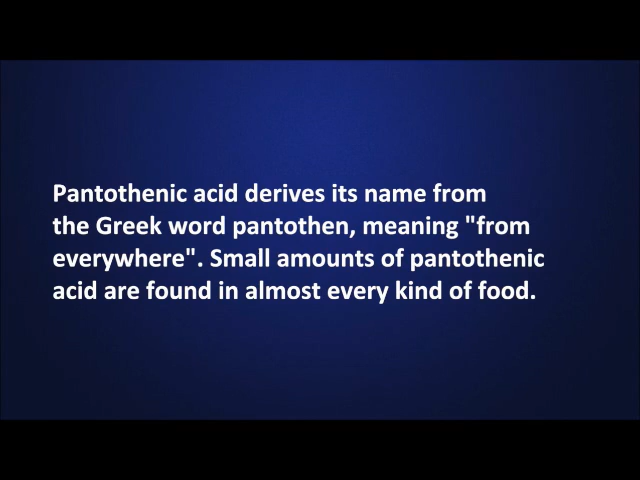 Pantothenic acid derives its name from
the Greek word pantothen, meaning "from
everywhere". Small amounts of pantothenic
acid are found in almost every kind of food.